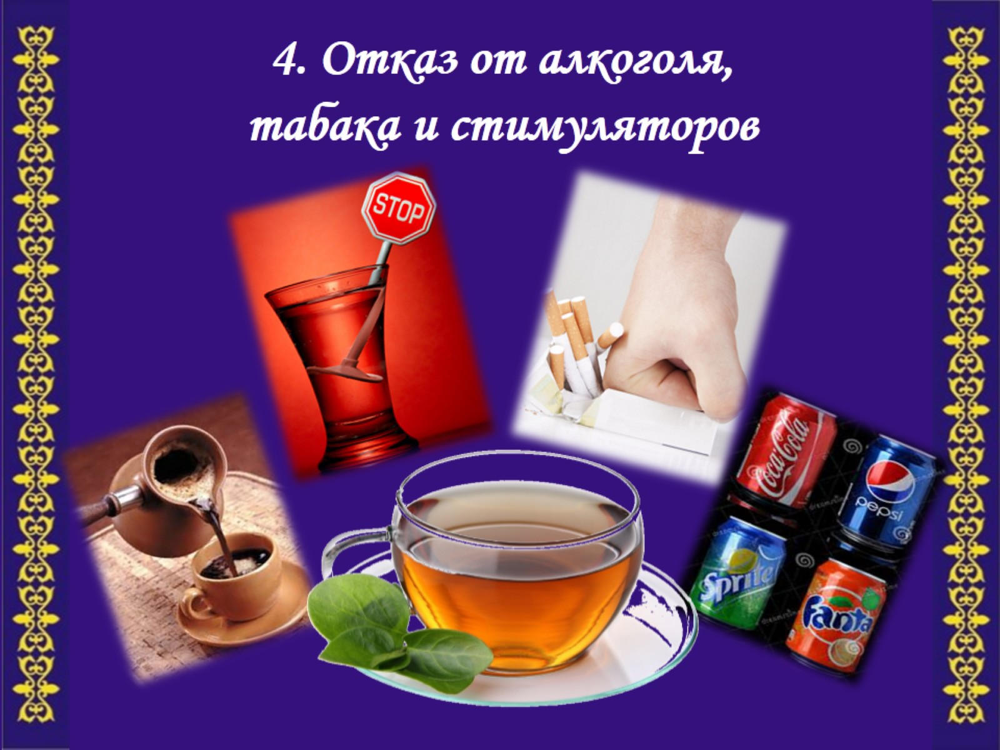 4. Отказ от алкоголя,
табака и стимуляторов
STOP
Coca-Cola
pepsi
Sprite
Fanta